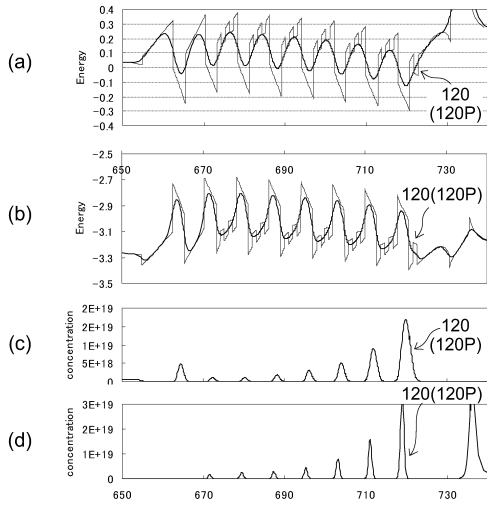 (a)
Energy
0.4
0.3
0.2
0.1
0
-0.1
-0.2
-0.3
-0.4
120
(120P)
650
670
690
710
730
(b)
Energy
-2.5
-2.7
-2.9
-3.1
-3.3
-3.5
120(120P)
(c)
concentration
2E+19
2E+19
1E+19
5E+18
0
120
(120P)
(d)
concentration
3E+19
2E+19
1E+19
0
120(120P)
650
670
690
710
730